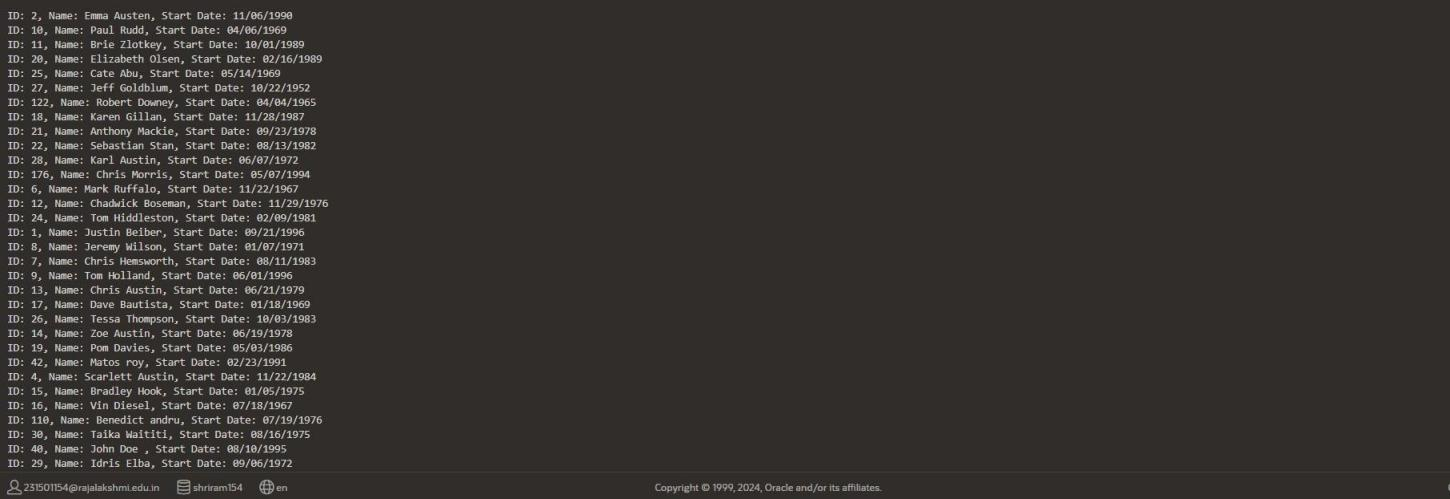 ID: 2, Name: Emma Austen, Start Date: 11/06/1990
ID: 10, Name: Paul Rudd, Start Date: 04/06/1969
ID: 11, Name: Brie Zlotkey, Start Date: 10/01/1989
ID: 20, Name: Elizabeth Olsen, Start Date: 02/16/1989
ID: 25, Name: Cate Abu, Start Date: 05/14/1969
ID: 27, Name: Jeff Goldblum, Start Date: 10/22/1952
ID: 122, Name: Robert Downey, Start Date: 04/04/1965
ID: 18, Name: Karen Gillan, Start Date: 11/28/1987
ID: 21, Name: Anthony Mackie, Start Date: 09/23/1978
ID: 22, Name: Sebastian Stan, Start Date: 08/13/1982
ID: 28, Name: Karl Austin, Start Date: 06/07/1972
ID: 176, Name: Chris Morris, Start Date: 05/07/1994
ID: 6, Name: Mark Ruffalo, Start Date: 11/22/1967
ID: 12, Name: Chadwick Boseman, Start Date: 11/29/1976
ID: 24, Name: Tom Hiddleston, Start Date: 02/09/1981
ID: 1, Name: Justin Beiber, Start Date: 09/21/1996
ID: 8, Name: Jeremy Wilson, Start Date: 01/07/1971
ID: 7, Name: Chris Hemsworth, Start Date: 08/11/1983
ID: 9, Name: Tom Holland, Start Date: 06/01/1996
ID: 13, Name: Chris Austin, Start Date: 06/21/1979
ID: 17, Name: Dave Bautista, Start Date: 01/18/1969
ID: 26, Name: Tessa Thompson, Start Date: 10/03/1983
ID: 14, Name: Zoe Austin, Start Date: 06/19/1978
ID: 19, Name: Pom Davies, Start Date: 05/03/1986
ID: 42, Name: Matos roy, Start Date: 02/23/1991
ID: 4, Name: Scarlett Austin, Start Date: 11/22/1984
ID: 15, Name: Bradley Hook, Start Date: 01/05/1975
ID: 16, Name: Vin Diesel, Start Date: 07/18/1967
ID: 110, Name: Benedict andru, Start Date: 07/19/1976
ID: 30, Name: Taika Waititi, Start Date: 08/16/1975
ID: 40, Name: John Doe , Start Date: 08/10/1995
ID: 29, Name: Idris Elba, Start Date: 09/06/1972
231501154@rajalakshmi.edu.in shriram154 en Copyright © 1999, 2024, Oracle and/or its affiliates.